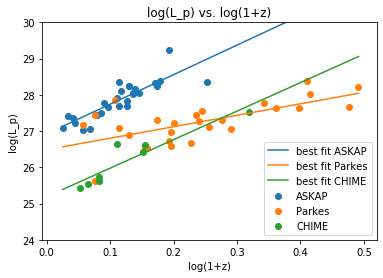 log(L_p) vs. log(1+z)
30
29
28
27
26
25
24
log(L_p)
0.0 0.1 0.2 0.3 0.4 0.5
log(1+z)
best fit ASKAP
best fit Parkes
best fit CHIME
ASKAP
Parkes
CHIME